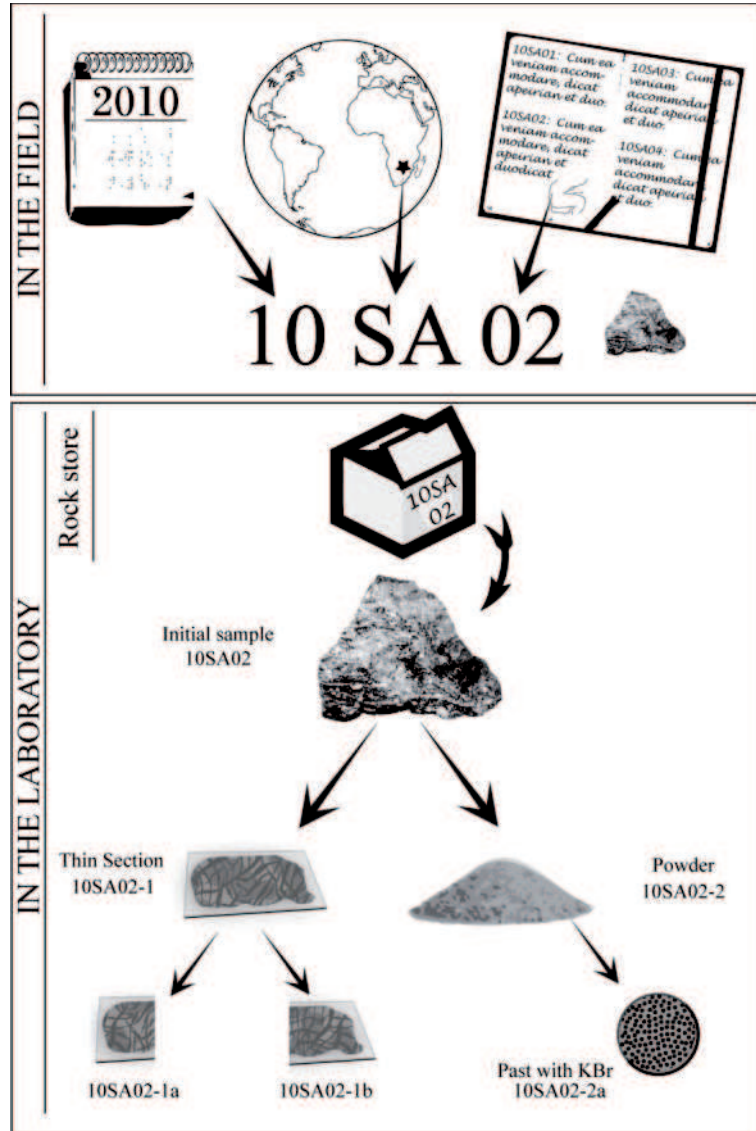 IN THE FIELD
2010
10SA01: Cum ea
veniam accom-
modare, dicat
apeirian et duo.
10SA02: Cum ea
veniam accom-
modare, dicat
apeirian et
duodicat
10SA03: Cum ea
veniam
accommodare,
dicat apeirian
et duo.
10SA04: Cum ea
veniam
accommodare,
dicat apeirian,
et duo.
10 SA 02
IN THE LABORATORY
Rock store
10SA
02
Initial sample
10SA02
Thin Section
10SA02-1
Powder
10SA02-2
10SA02-1a
10SA02-1b
Past with KBr
10SA02-2a